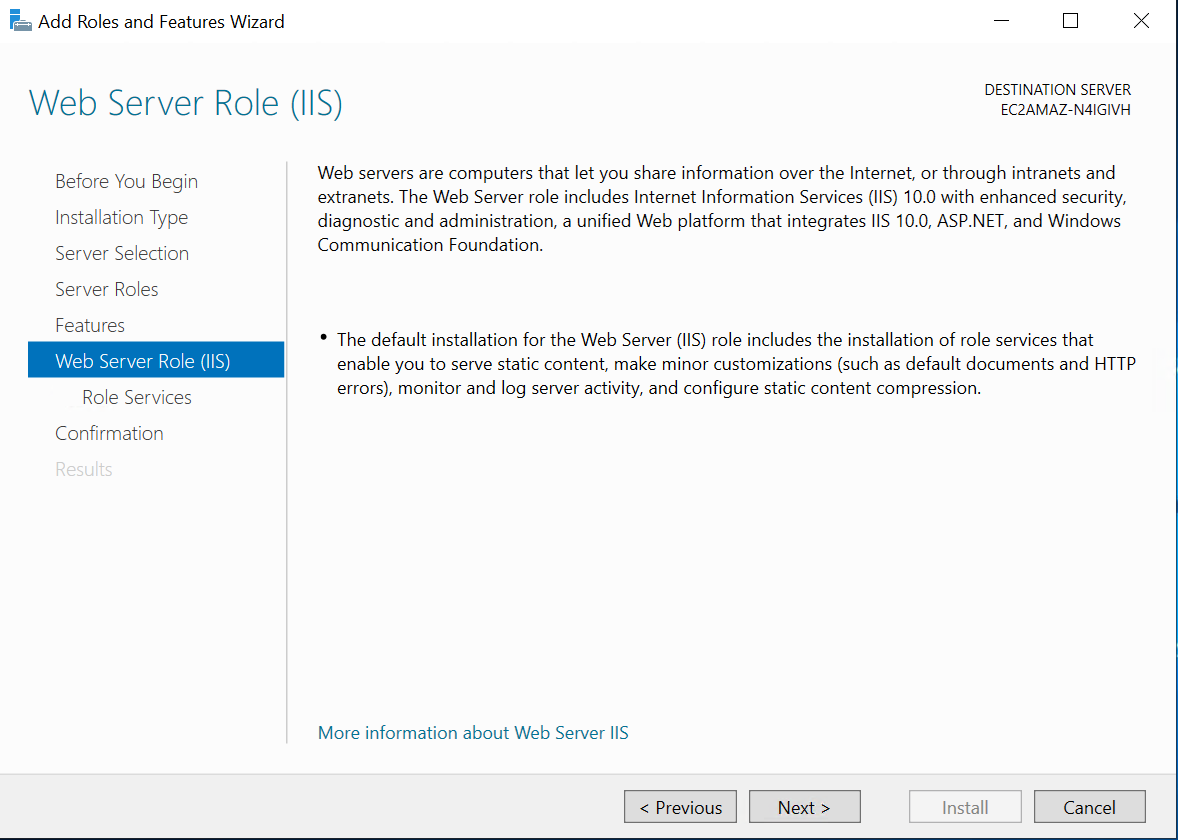 Add Roles and Features Wizard
Web Server Role (IIS)
DESTINATION SERVER
EC2AMAZ-N4IGIVH
Before You Begin
Installation Type
Server Selection
Server Roles
Features
Web Server Role (IIS)
Role Services
Confirmation
Results
Web servers are computers that let you share information over the Internet, or through intranets and
extranets. The Web Server role includes Internet Information Services (IIS) 10.0 with enhanced security,
diagnostic and administration, a unified Web platform that integrates IIS 10.0, ASP.NET, and Windows
Communication Foundation.
• The default installation for the Web Server (IIS) role includes the installation of role services that
enable you to serve static content, make minor customizations (such as default documents and HTTP
errors), monitor and log server activity, and configure static content compression.
More information about Web Server IIS
< Previous
Next >
Install
Cancel